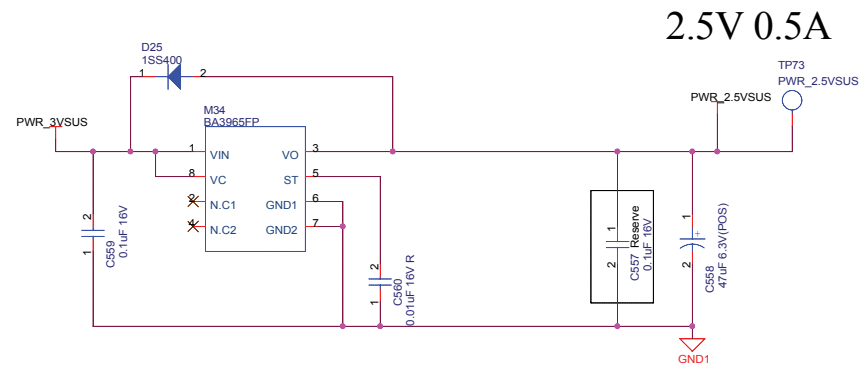 2.5V 0.5A
D25
1SS400
1
2
TP73
PWR_2.5VSUS
PWR_2.5VSUS
M34
BA3965FP
PWR_3VSUS
1
VIN
VO
3
8
VC
ST
5
2
N.C1
GND1
6
4
N.C2
GND2
7
2
1
C559
0.1uF 16V
2
1
C560
0.01uF 16V R
1
2
C557 Reserve
0.1uF 16V
1
+
2
C558
47uF 6.3V(POS)
GND1